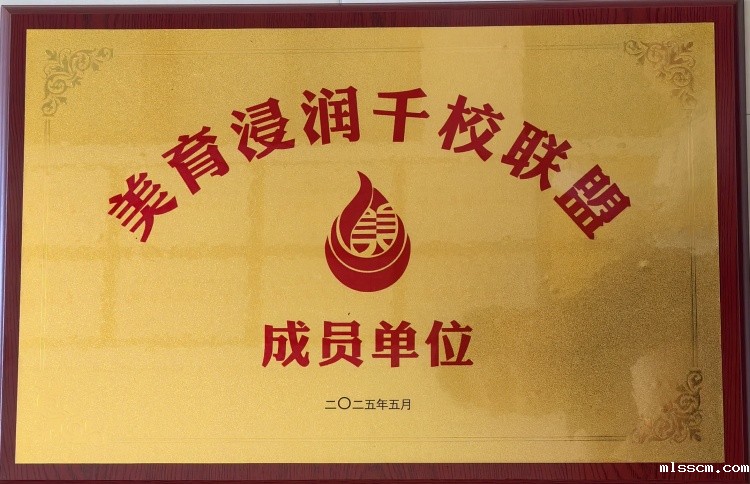 美育浸润千校联盟
美
成员单位
二〇二五年五月
mlsscm.com